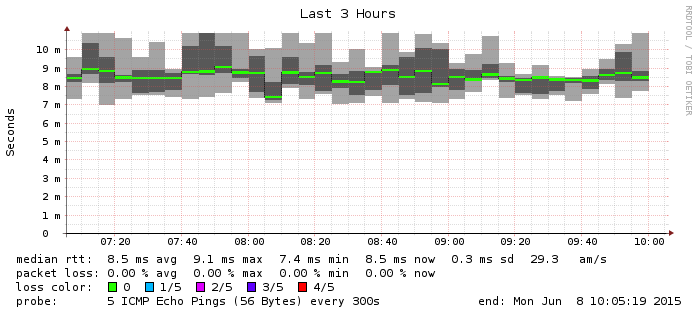 Last 3 Hours
RRDTOOL / TOBI OETIKER
Seconds
10 m
9 m
8 m
7 m
6 m
5 m
4 m
3 m
2 m
1 m
0
07:20 07:40 08:00 08:20 08:40 09:00 09:20 09:40 10:00
median rtt: 8.5 ms avg 9.1 ms max 7.4 ms min 8.5 ms now 0.3 ms sd 29.3 am/s
packet loss: 0.00 % avg 0.00 % max 0.00 % min 0.00 % now
loss color: 0 1/5 2/5 3/5 4/5
probe: 5 ICMP Echo Pings (56 Bytes) every 300s end: Mon Jun 8 10:05:19 2015